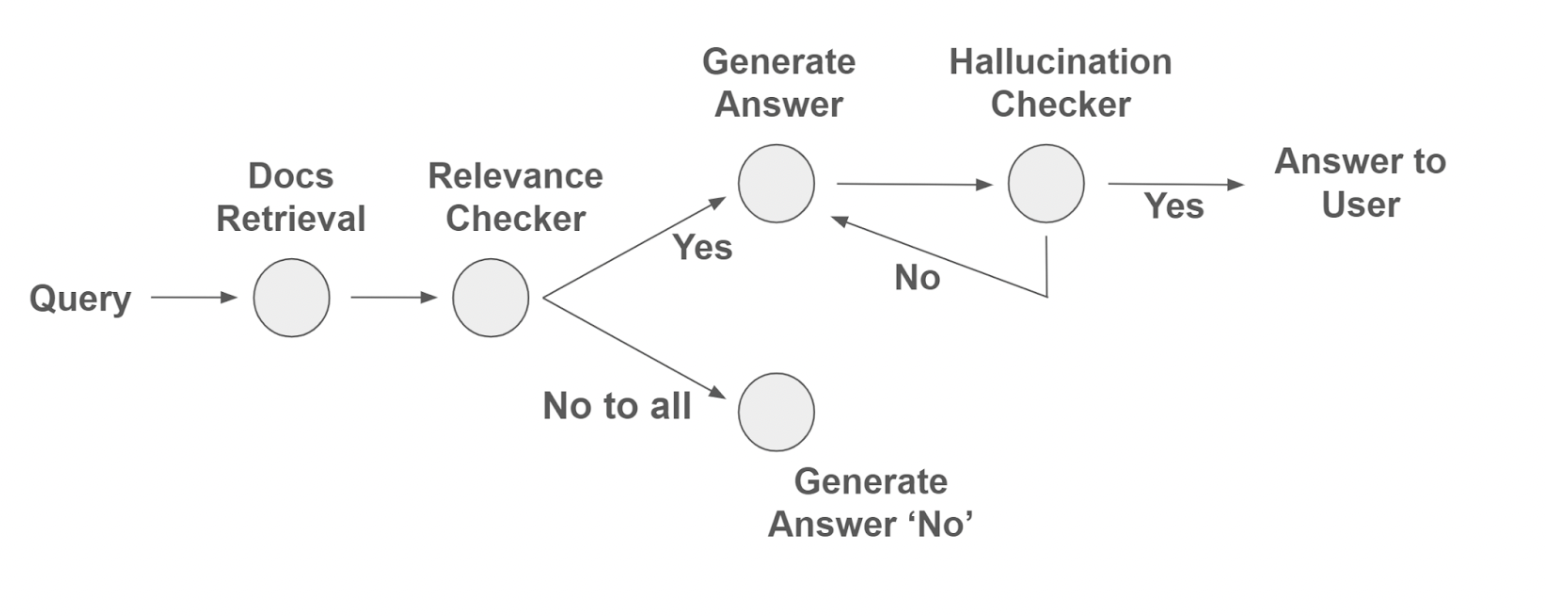 Generate
Answer
Hallucination
Checker
Docs
Retrieval
Relevance
Checker
Answer to
User
Yes
Yes
No
Query
No to all
Generate
Answer ‘No’